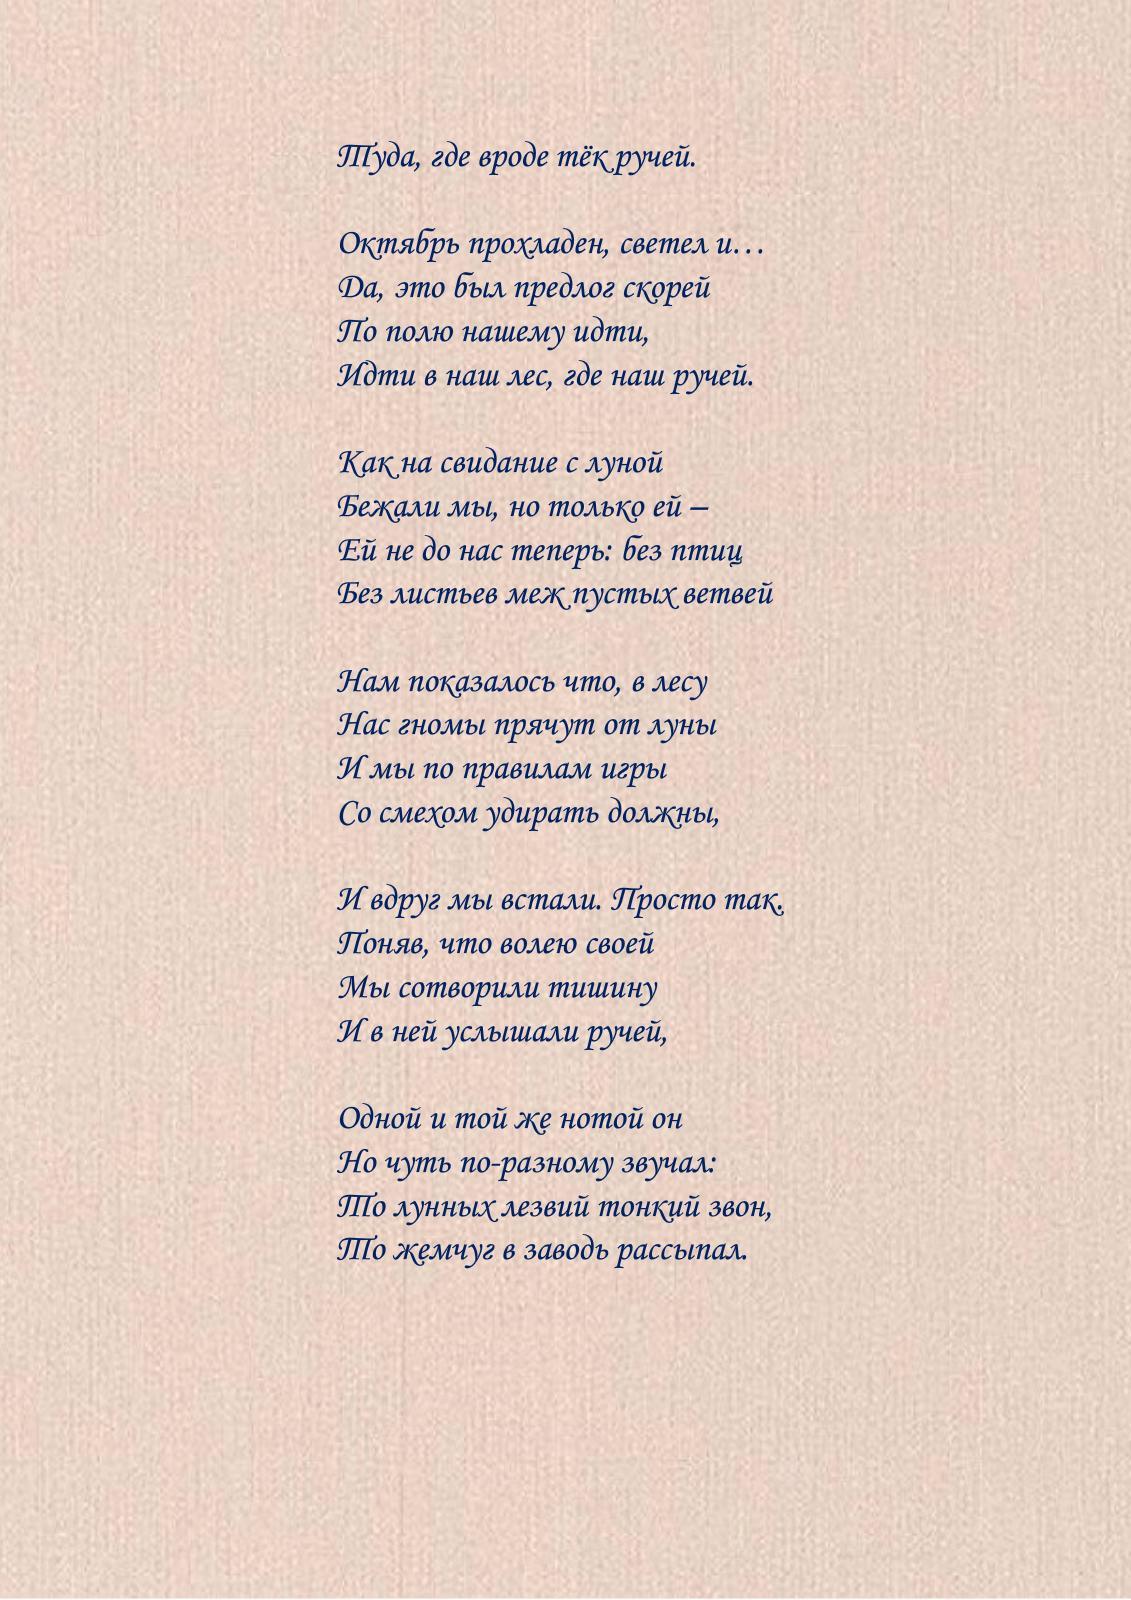 Туда, где вроде тёк ручей.

Октябрь прохладен, светел и…
Да, это был предлог скорей
По полю нашему идти,
Идти в наш лес, где наш ручей.

Как на свидание с луной
Бежали мы, но только ей –
Ей не до нас теперь: без птиц
Без листьев меж пустых ветвей

Нам показалось что, в лесу
Нас гномы прячут от луны
И мы по правилам игры
Со смехом удирать должны,

И вдруг мы встали. Просто так.
Поняв, что волею своей
Мы сотворили тишину
И в ней услышали ручей,

Одной и той же нотой он
Но чуть по-разному звучал:
То лунных лезвий тонкий звон,
То жемчуг в заводь рассыпал.